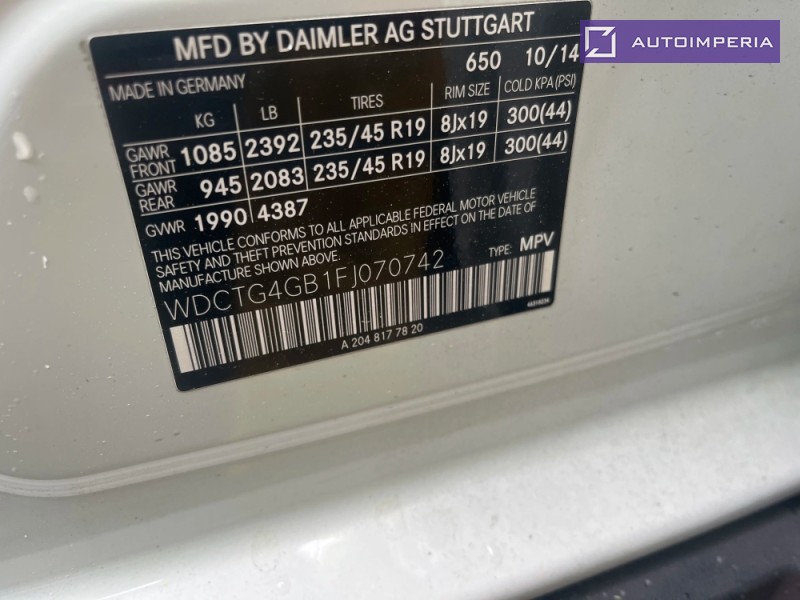 AUTOIMPERIA
MFD BY DAIMLER AG STUTTGART
650 10/14
MADE IN GERMANY
KG LB TIRES RIM SIZE COLD KPA (PSI)
GAWR FRONT 1085 2392 235/45 R19 8Jx19 300(44)
GAWR REAR 945 2083 235/45 R19 8Jx19 300(44)
GVWR 1990 4387
THIS VEHICLE CONFORMS TO ALL APPLICABLE FEDERAL MOTOR VEHICLE
SAFETY AND THEFT PREVENTION STANDARDS IN EFFECT ON THE DATE OF
MANUFACTURE SHOWN ABOVE.
TYPE: MPV
WDCTG4GB1FJ070742
A 204 817 78 20